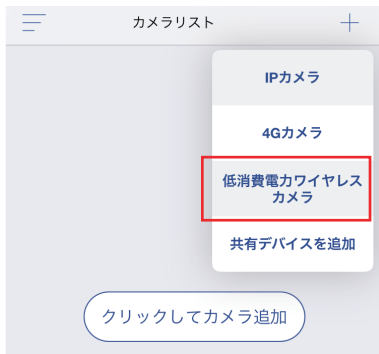 カメラリスト
IPカメラ
4Gカメラ
低消費電力ワイヤレス
カメラ
共有デバイスを追加
クリックしてカメラ追加